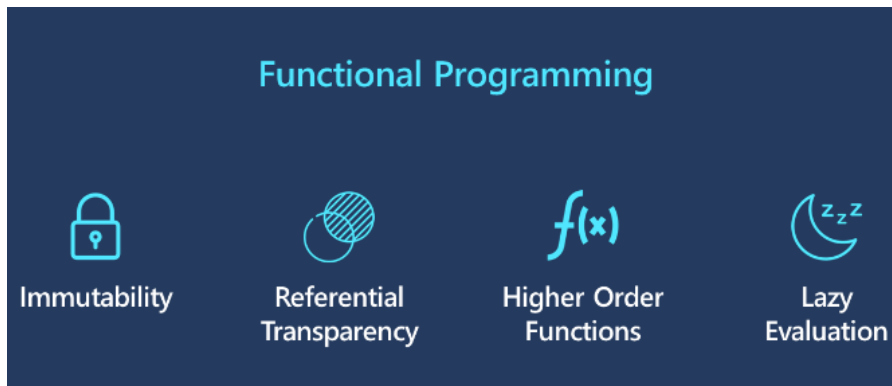 Functional Programming
f(x)
z z z
Immutability
Referential
Transparency
Higher Order
Functions
Lazy
Evaluation